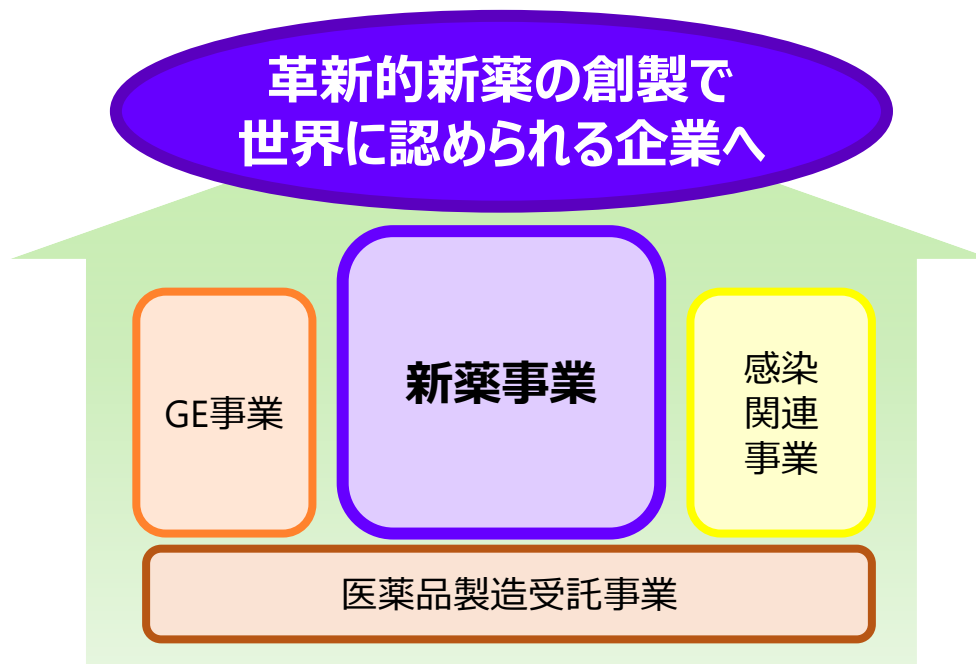 革新的新薬の創製で
世界に認められる企業へ
新薬事業
GE事業
感染
関連
事業
医薬品製造受託事業